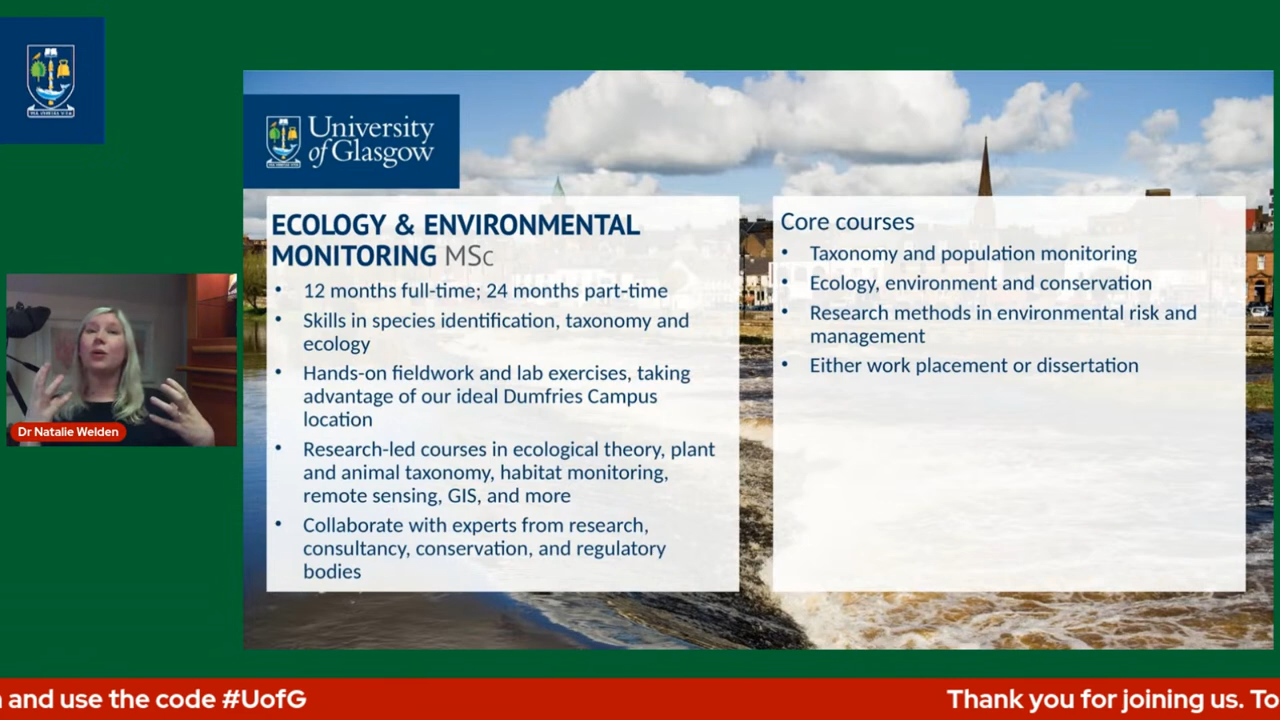 University
of Glasgow
ECOLOGY & ENVIRONMENTAL
MONITORING MSc
• 12 months full-time; 24 months part-time
• Skills in species identification, taxonomy and
ecology
• Hands-on fieldwork and lab exercises, taking
advantage of our ideal Dumfries Campus
location
• Research-led courses in ecological theory, plant
and animal taxonomy, habitat monitoring,
remote sensing, GIS, and more
• Collaborate with experts from research,
consultancy, conservation, and regulatory
bodies
Core courses
• Taxonomy and population monitoring
• Ecology, environment and conservation
• Research methods in environmental risk and
management
• Either work placement or dissertation
Dr Natalie Welden
and use the code #UofG
Thank you for joining us. To